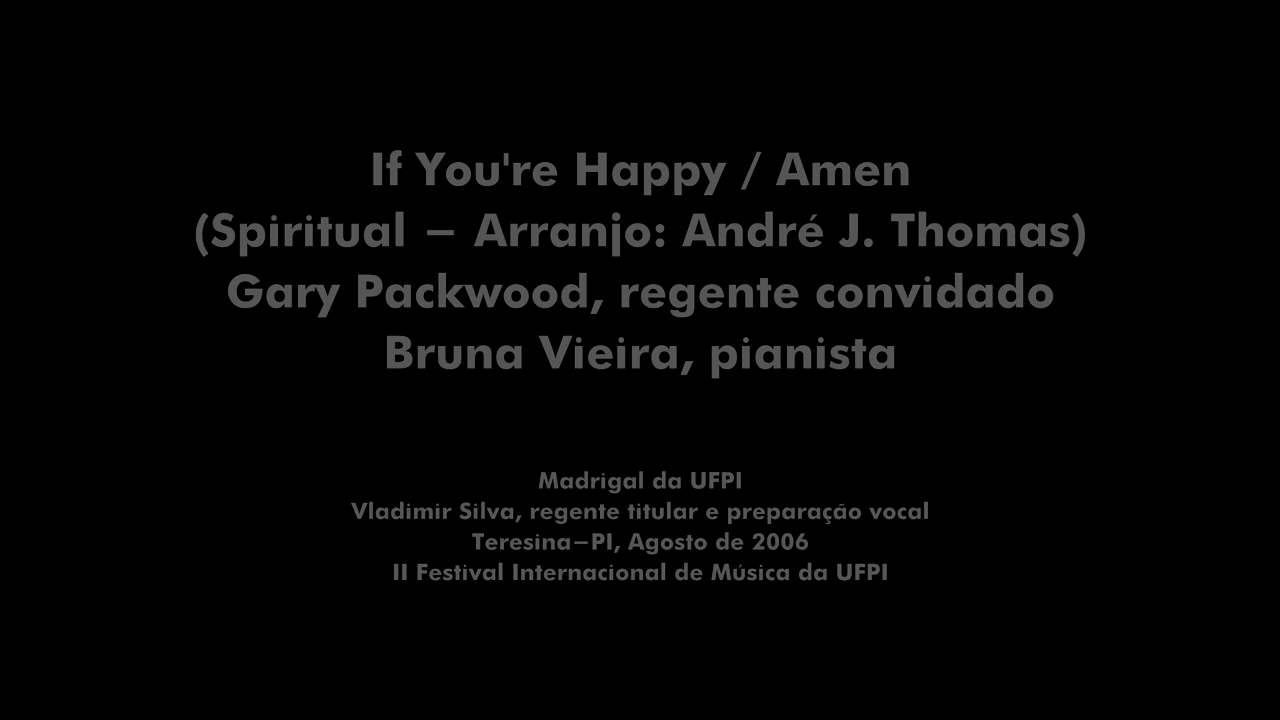 If You're Happy / Amen
(Spiritual – Arranjo: André J. Thomas)
Gary Packwood, regente convidado
Bruna Vieira, pianista
Madrigal da UFPI
Vladimir Silva, regente titular e preparação vocal
Teresina–PI, Agosto de 2006
II Festival Internacional de Música da UFPI